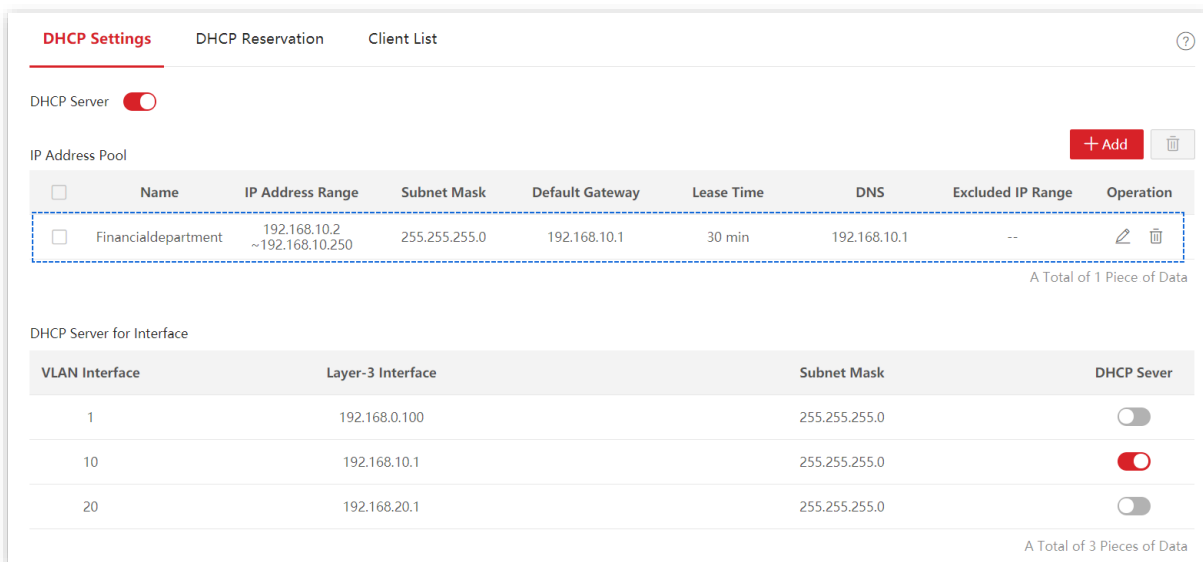 DHCP Settings DHCP Reservation Client List ?
DHCP Server
+ Add
IP Address Pool
Name IP Address Range Subnet Mask Default Gateway Lease Time DNS Excluded IP Range Operation
Financialdepartment 192.168.10.2 255.255.255.0 192.168.10.1 30 min 192.168.10.1 --
~192.168.10.250
A Total of 1 Piece of Data
DHCP Server for Interface
VLAN Interface Layer-3 Interface Subnet Mask DHCP Sever
1 192.168.0.100 255.255.255.0
10 192.168.10.1 255.255.255.0
20 192.168.20.1 255.255.255.0
A Total of 3 Pieces of Data